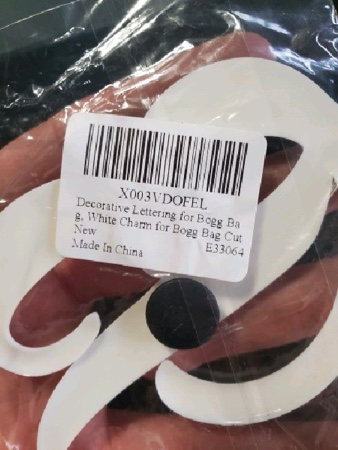 X003VDOFEL
Decorative Lettering for Bogg Ba
g, White Charm for Bogg Bag Cut
New E33064
Made In China